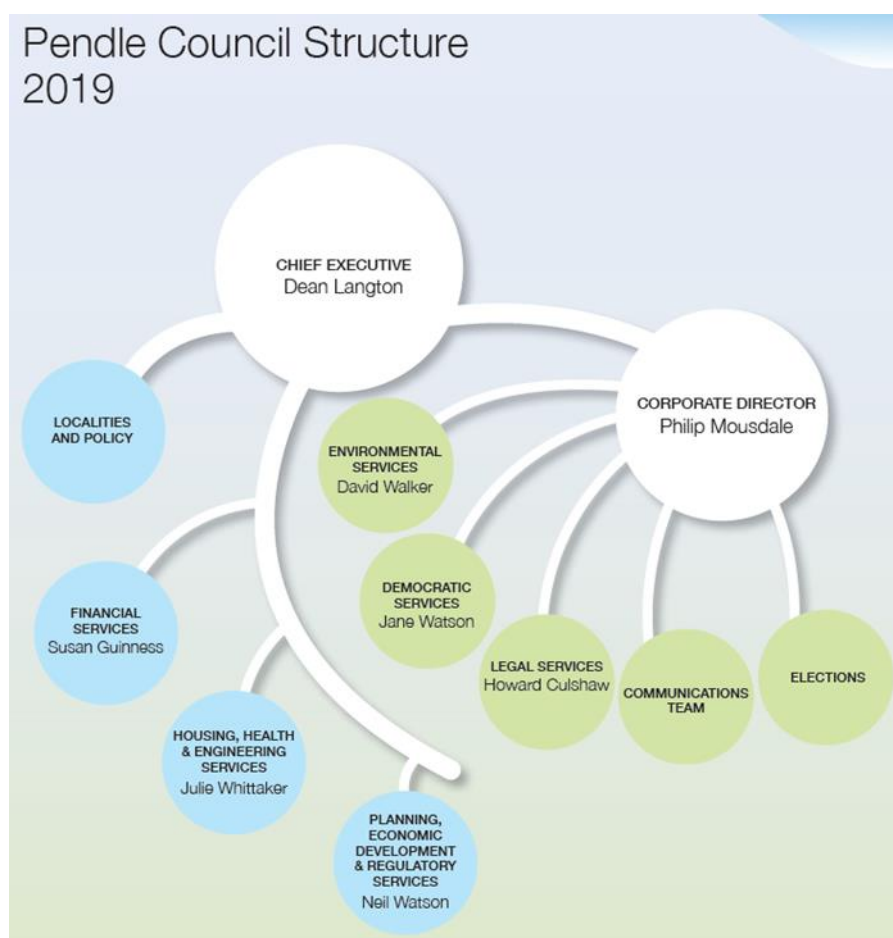 Pendle Council Structure
2019
CHIEF EXECUTIVE
Dean Langton
CORPORATE DIRECTOR
Philip Mousdale
LOCALITIES
AND POLICY
ENVIRONMENTAL
SERVICES
David Walker
FINANCIAL
SERVICES
Susan Guinness
DEMOCRATIC
SERVICES
Jane Watson
LEGAL SERVICES
Howard Culshaw
COMMUNICATIONS
TEAM
ELECTIONS
HOUSING, HEALTH
& ENGINEERING
SERVICES
Julie Whittaker
PLANNING,
ECONOMIC
DEVELOPMENT
& REGULATORY
SERVICES
Neil Watson